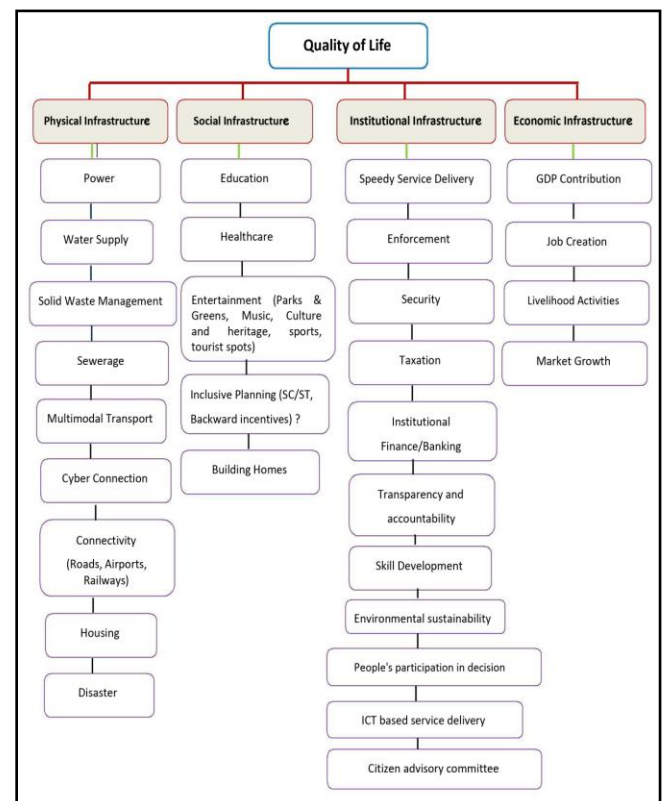 Quality of Life
Physical Infrastructure
Social Infrastructure
Institutional Infrastructure
Economic Infrastructure
Power
Water Supply
Solid Waste Management
Sewerage
Multimodal Transport
Cyber Connection
Connectivity
(Roads, Airports,
Railways)
Housing
Disaster
Education
Healthcare
Entertainment (Parks &
Greens, Music, Culture
and heritage, sports,
tourist spots)
Inclusive Planning (SC/ST,
Backward incentives) ?
Building Homes
Speedy Service Delivery
Enforcement
Security
Taxation
Institutional
Finance/Banking
Transparency and
accountability
Skill Development
Environmental sustainability
People's participation in decision
ICT based service delivery
Citizen advisory committee
GDP Contribution
Job Creation
Livelihood Activities
Market Growth